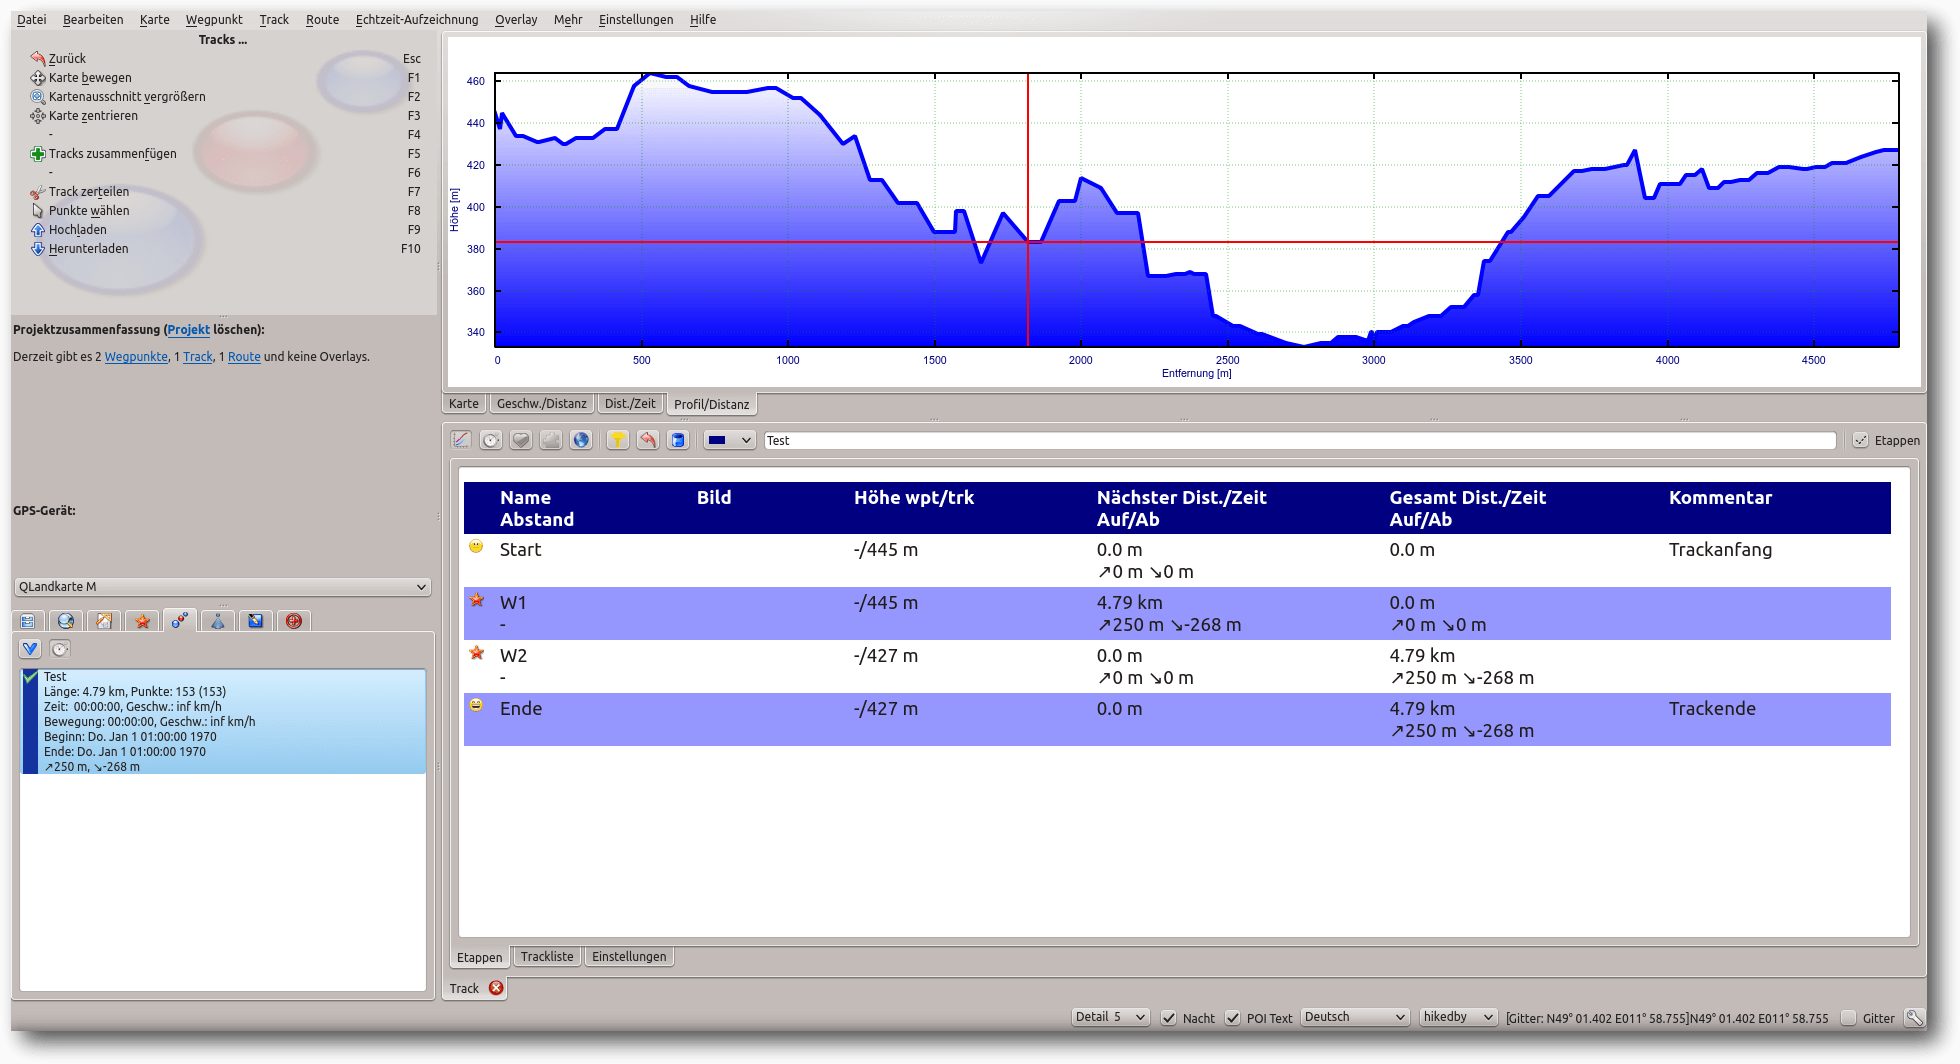 Datei Bearbeiten Karte Wegpunkt Track Route Echtzeit-Aufzeichnung Overlay Mehr Einstellungen Hilfe
Tracks ...
Zurück Esc
Karte bewegen F1
Kartenausschnitt vergrößern F2
Karte zentrieren F3
- F4
Tracks zusammenfügen F5
- F6
Track zerteilen F7
Punkte wählen F8
Hochladen F9
Herunterladen F10
Projektzusammenfassung (Projekt löschen):
Derzeit gibt es 2 Wegpunkte, 1 Track, 1 Route und keine Overlays.
GPS-Gerät:
QLandkarte M
Test
Länge: 4.79 km, Punkte: 153 (153)
Zeit: 00:00:00, Geschw.: inf km/h
Bewegung: 00:00:00, Geschw.: inf km/h
Beginn: Do. Jan 1 01:00:00 1970
Ende: Do. Jan 1 01:00:00 1970
↗250 m, ↘-268 m
Höhe [m]
460
440
420
400
380
360
340
0 500 1000 1500 2000 2500 3000 3500 4000 4500
Entfernung [m]
Karte Geschw./Distanz Dist./Zeit Profil/Distanz
Test Etappen
Name Bild Höhe wpt/trk Nächster Dist./Zeit Gesamt Dist./Zeit Kommentar
Abstand Auf/Ab Auf/Ab
Start -/445 m 0.0 m 0.0 m Trackanfang
↗0 m ↘0 m
W1 -/445 m 4.79 km 0.0 m
- ↗250 m ↘-268 m ↗0 m ↘0 m
W2 -/427 m 0.0 m 4.79 km
- ↗0 m ↘0 m ↗250 m ↘-268 m
Ende -/427 m 0.0 m 4.79 km Trackende
↗250 m ↘-268 m
Etappen Trackliste Einstellungen
Track
Detail 5 Nacht POI Text Deutsch hikedby [Gitter: N49° 01.402 E011° 58.755]N49° 01.402 E011° 58.755 Gitter